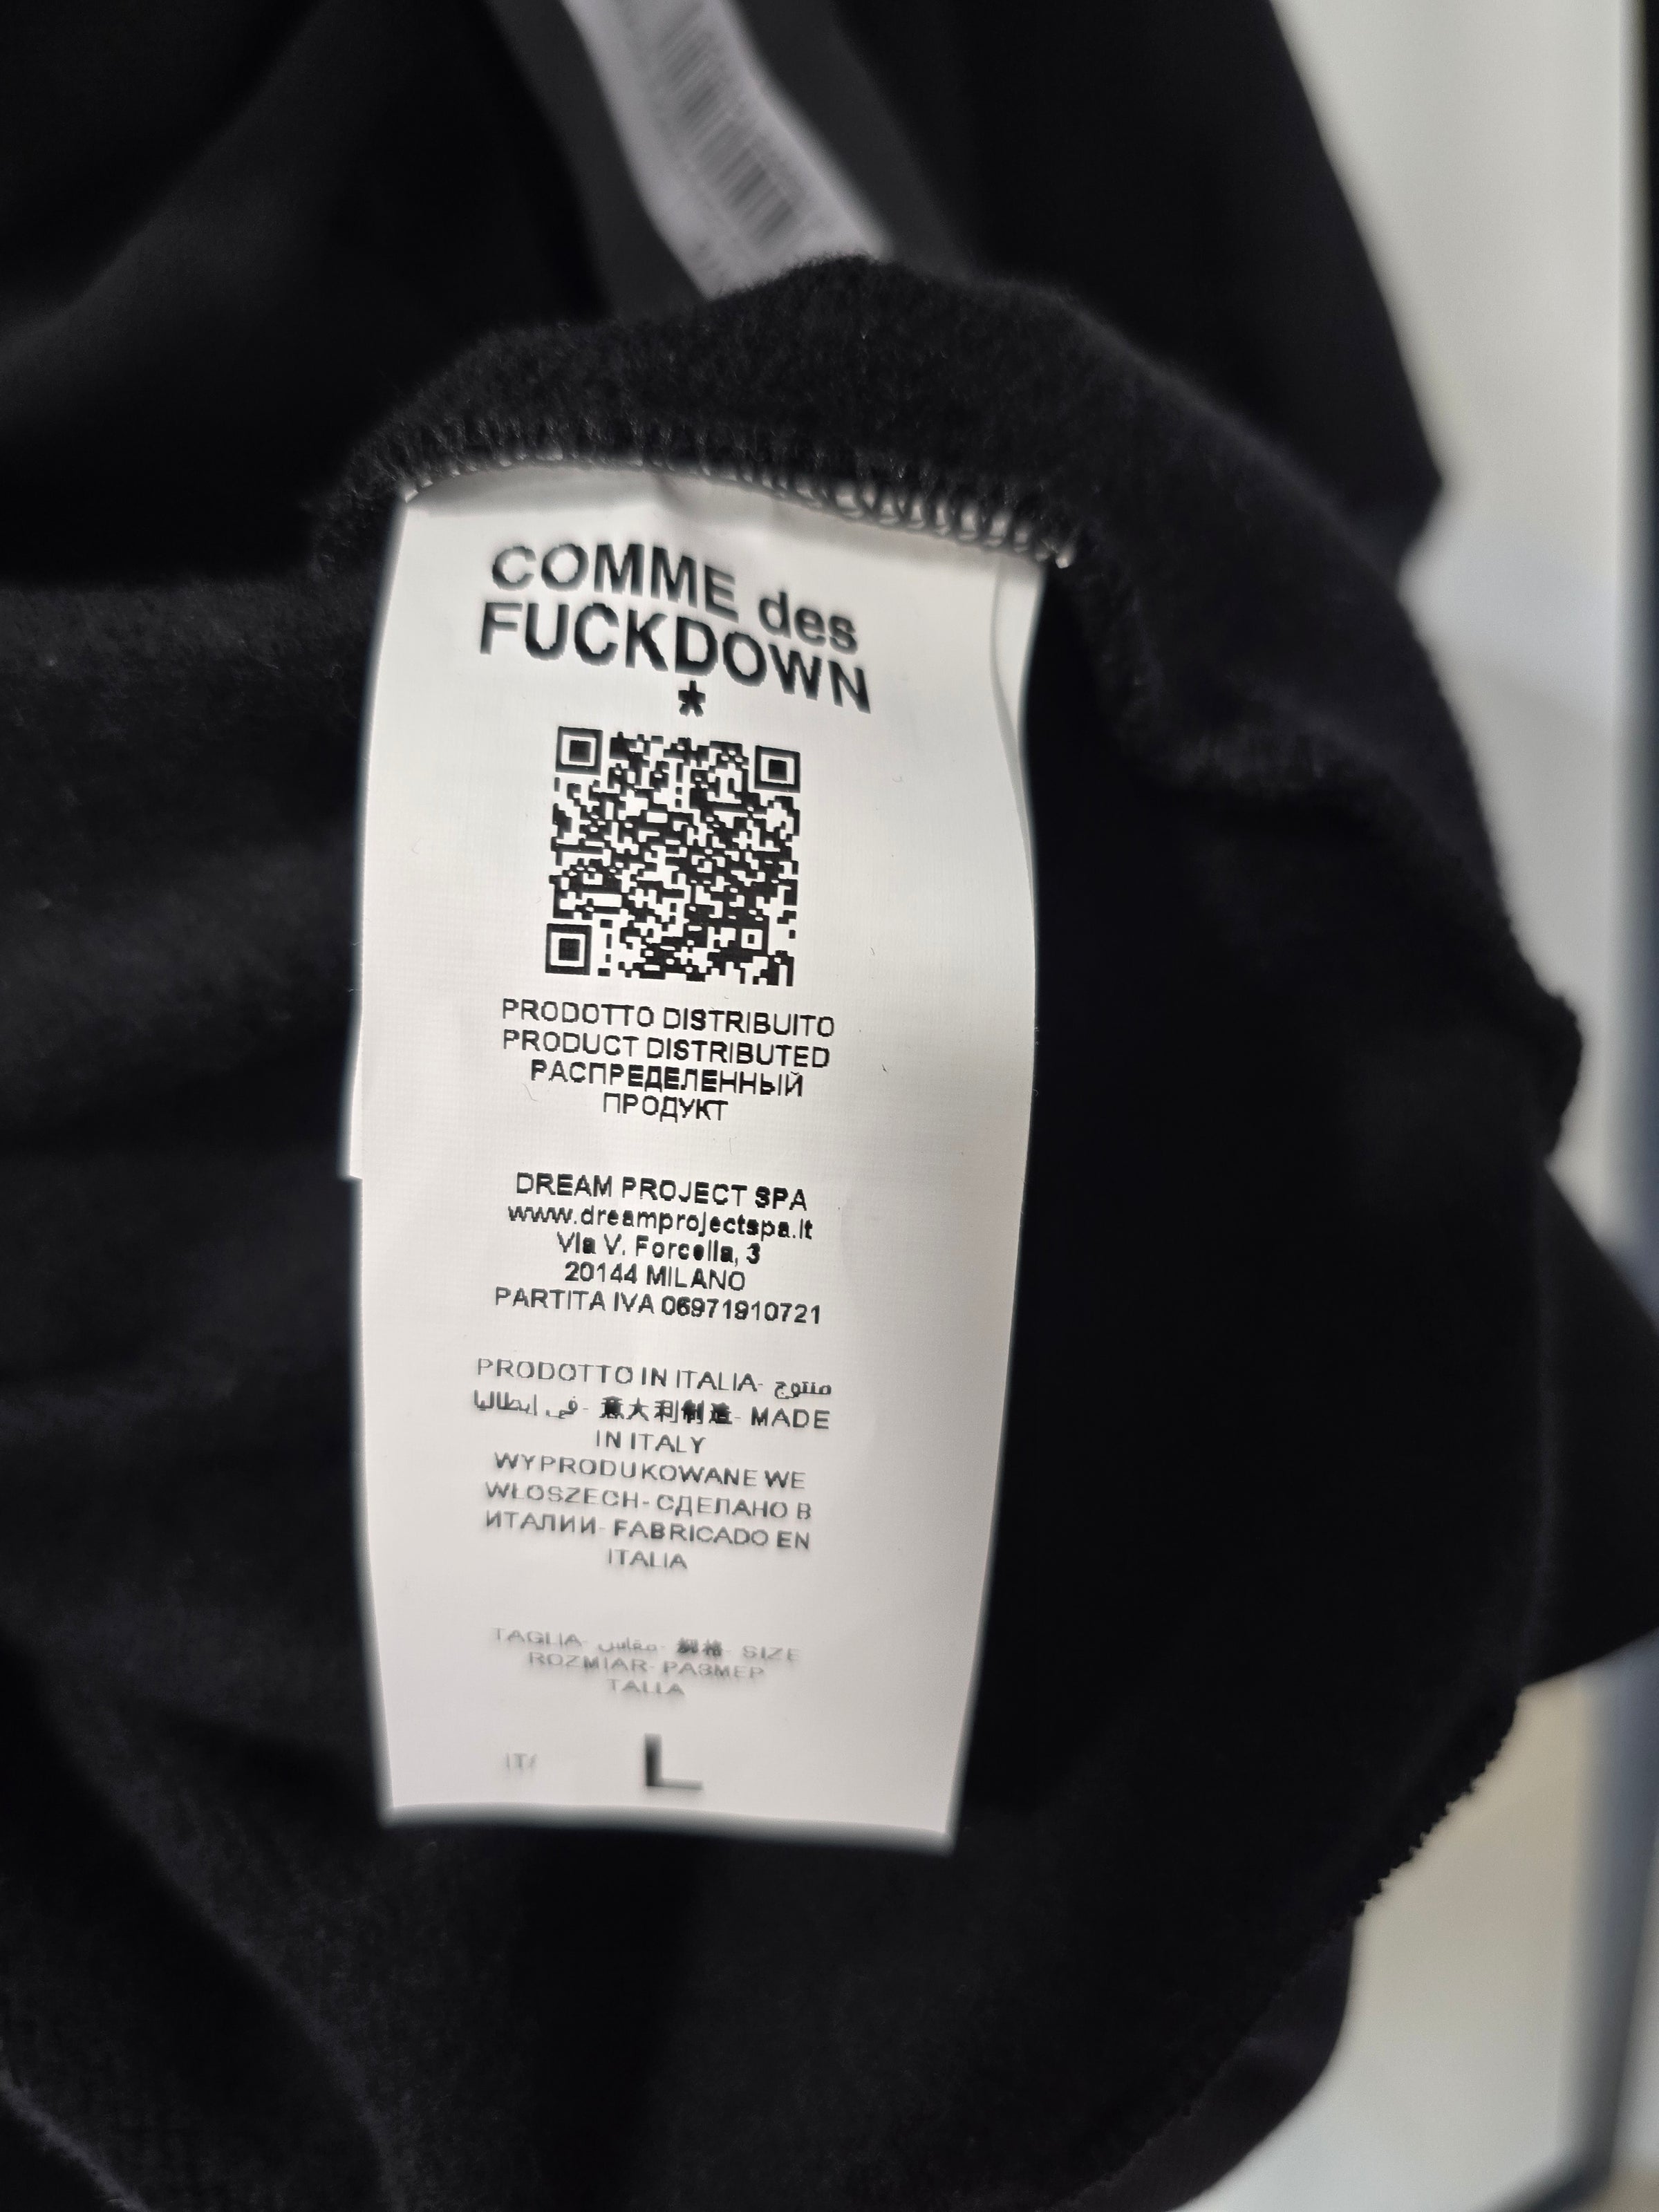 COMME des
FUCKDOWN
*
PRODOTTO DISTRIBUITO
PRODUCT DISTRIBUTED
РАСПРЕДЕЛЕННЫЙ
ПРОДУКТ
DREAM PROJECT SPA
www.dreamprojectspa.it
Via V. Forcella, 3
20144 MILANO
PARTITA IVA 06971910721
PRODOTTO IN ITALIA- منتوج
في إيطاليا - 意大利制造- MADE
IN ITALY
WYPRODUKOWANE WE
WŁOSZECH- СДЕЛАНО В
ИТАЛИИ- FABRICADO EN
ITALIA
TAGLIA- مقاس- 规格- SIZE
ROZMIAR- РАЗМЕР
TALLA
IT/ L